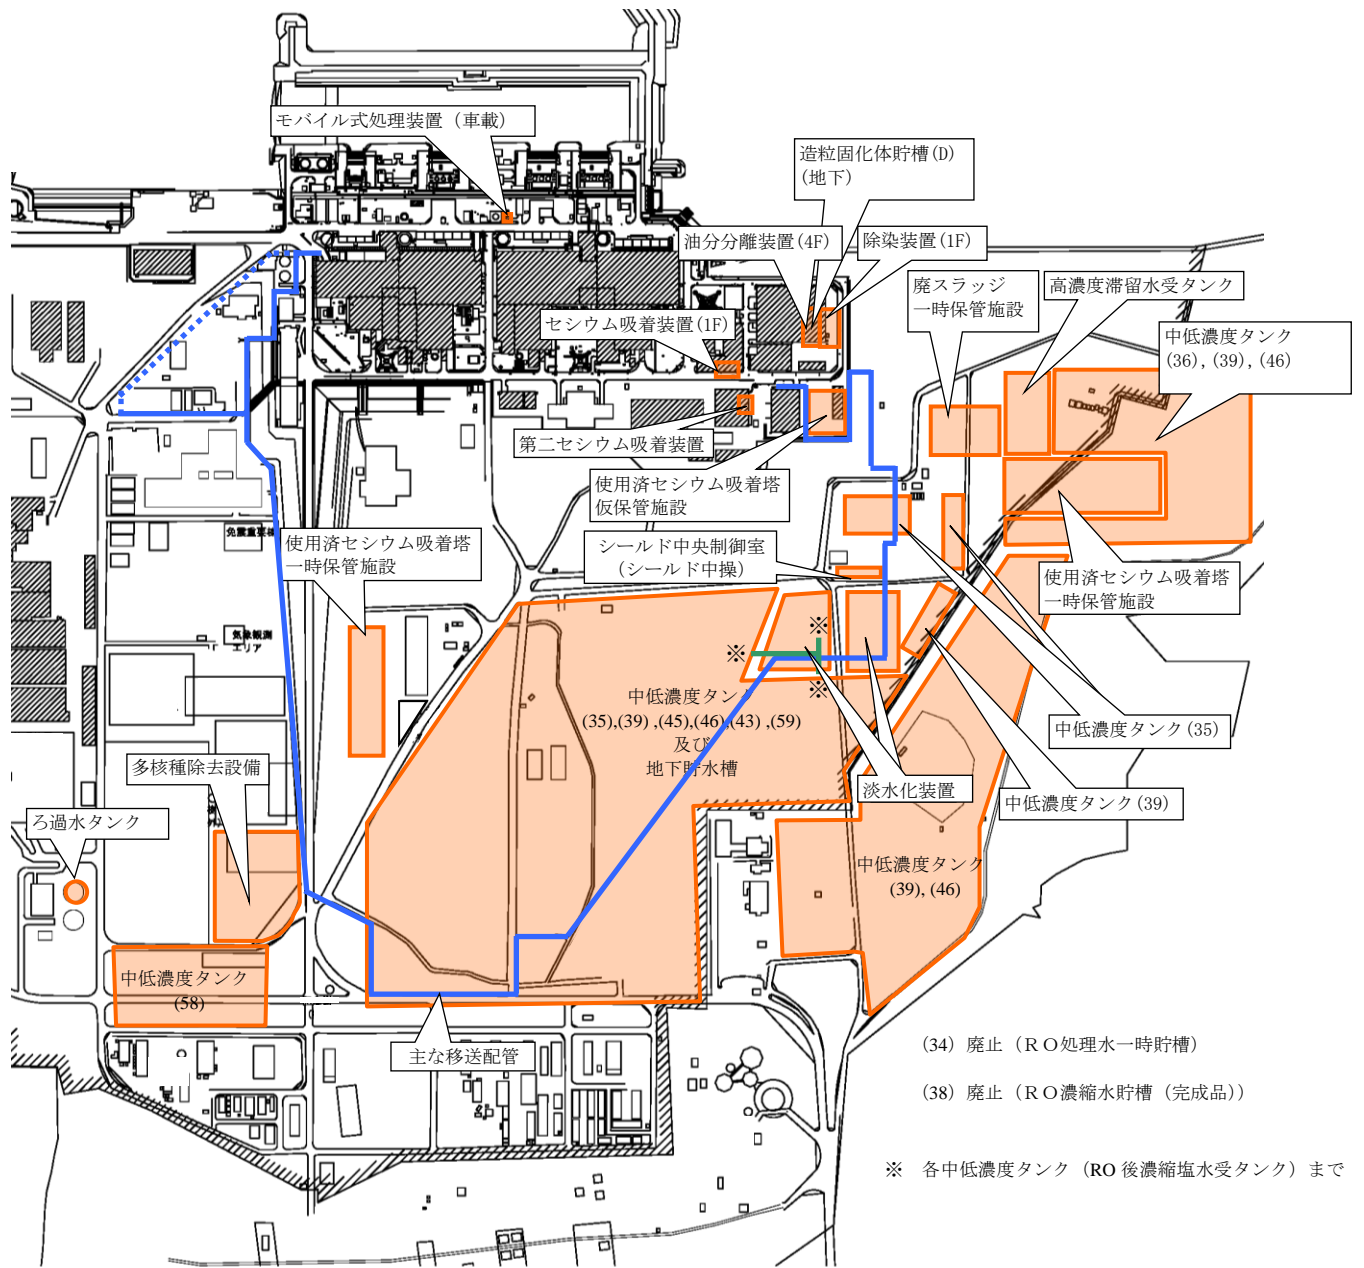 モバイル式処理装置（車載）
造粒固化体貯槽(D)
(地下)
油分分離装置(4F)
除染装置(1F)
廃スラッジ
一時保管施設
高濃度滞留水受タンク
中低濃度タンク
(36), (39), (46)
セシウム吸着装置(1F)
第二セシウム吸着装置
使用済セシウム吸着塔
仮保管施設
シールド中央制御室
（シールド中操）
使用済セシウム吸着塔
一時保管施設
使用済セシウム吸着塔
一時保管施設
免震重要棟
気象観測
エリア
※
※
※
中低濃度タンク
(35),(39) ,(45),(46),(43) ,(59)
及び
地下貯水槽
中低濃度タンク(35)
淡水化装置
中低濃度タンク(39)
多核種除去設備
ろ過水タンク
中低濃度タンク
(39), (46)
中低濃度タンク
(58)
主な移送配管
(34) 廃止（ＲＯ処理水一時貯槽）
(38) 廃止（ＲＯ濃縮水貯槽（完成品））
※　各中低濃度タンク（RO 後濃縮塩水受タンク）まで